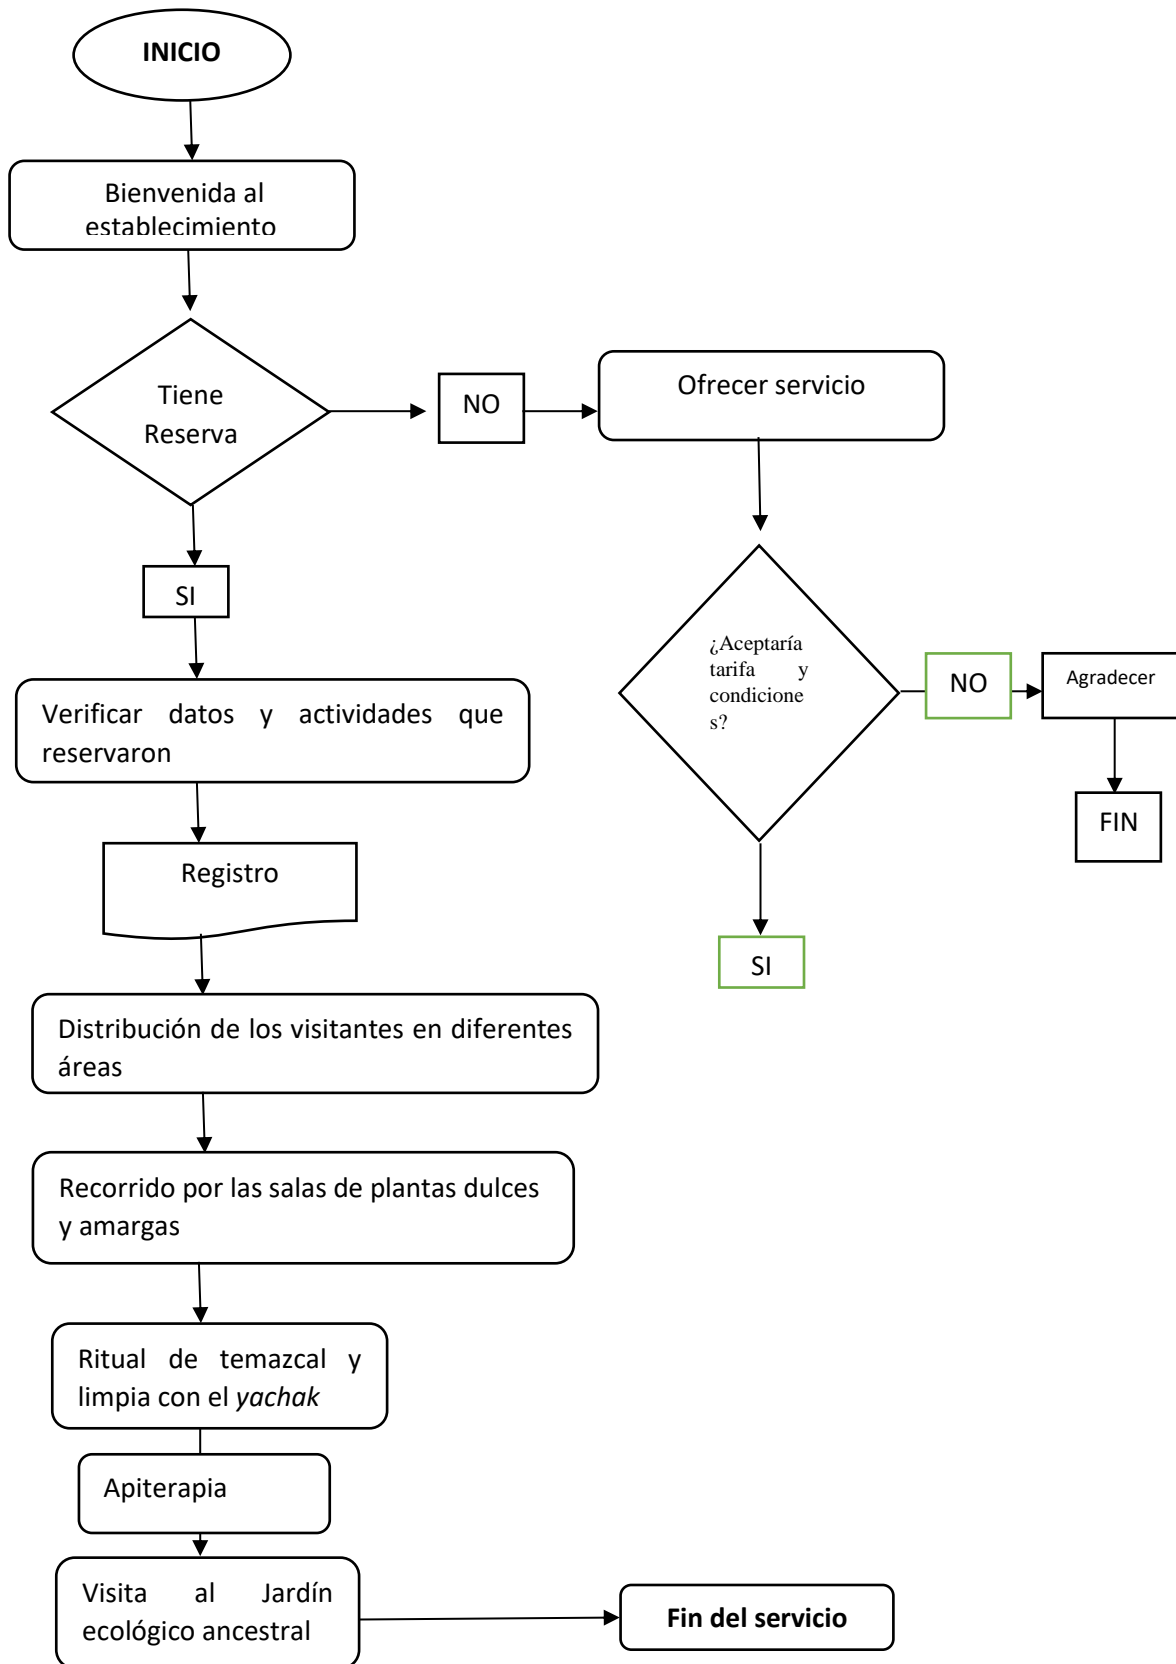 INICIO
Bienvenida al
establecimiento
Tiene
Reserva
NO
Ofrecer servicio
SI
¿Aceptaría
tarifa y
condicione
s?
NO
Agradecer
FIN
SI
Verificar datos y actividades que
reservaron
Registro
Distribución de los visitantes en diferentes
áreas
Recorrido por las salas de plantas dulces
y amargas
Ritual de temazcal y
limpia con el yachak
Apiterapia
Visita al Jardín
ecológico ancestral
Fin del servicio